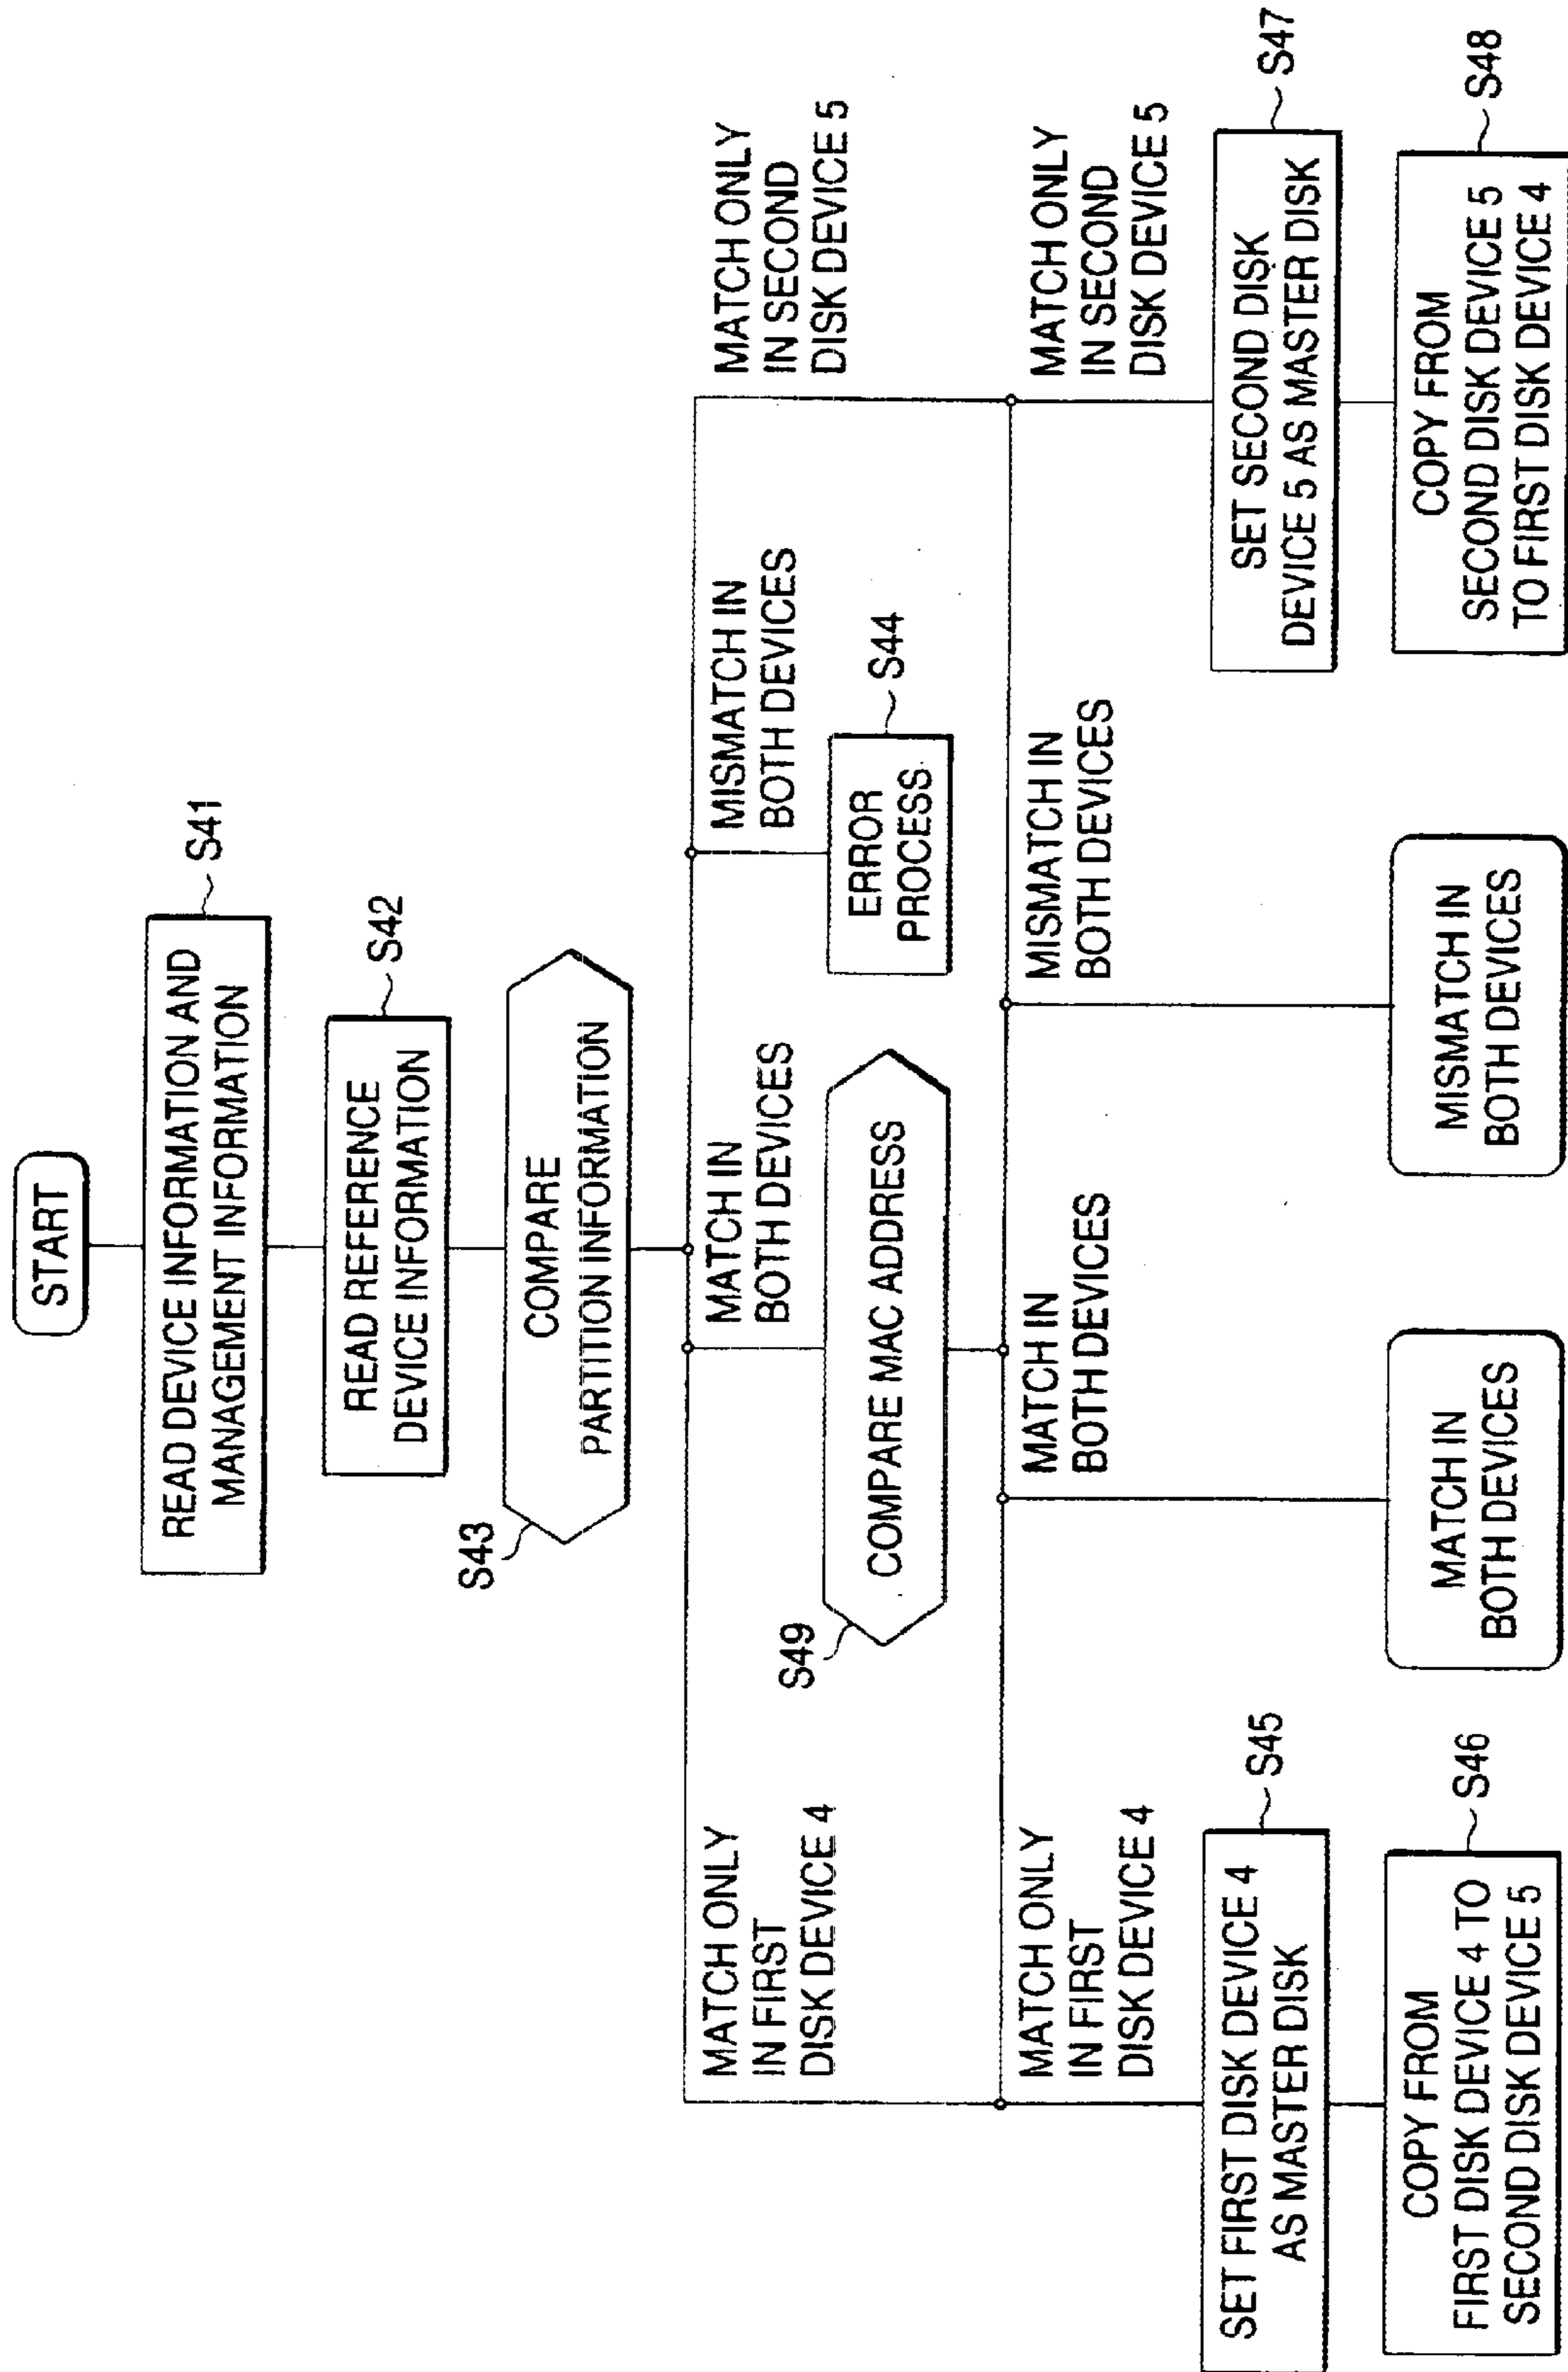 START
READ DEVICE INFORMATION AND
MANAGEMENT INFORMATION
S41
READ REFERENCE
DEVICE INFORMATION
S42
S43
COMPARE
PARTITION INFORMATION
MATCH ONLY
IN FIRST
DISK DEVICE 4
MATCH IN
BOTH DEVICES
MISMATCH IN
BOTH DEVICES
MATCH ONLY
IN SECOND
DISK DEVICE 5
S49
COMPARE MAC ADDRESS
ERROR
PROCESS
S44
MATCH ONLY
IN FIRST
DISK DEVICE 4
MATCH IN
BOTH DEVICES
MISMATCH IN
BOTH DEVICES
MATCH ONLY
IN SECOND
DISK DEVICE 5
SET FIRST DISK DEVICE 4
AS MASTER DISK
S45
SET SECOND DISK
DEVICE 5 AS MASTER DISK
S47
COPY FROM
FIRST DISK DEVICE 4 TO
SECOND DISK DEVICE 5
S46
MATCH IN
BOTH DEVICES
MISMATCH IN
BOTH DEVICES
COPY FROM
SECOND DISK DEVICE 5
TO FIRST DISK DEVICE 4
S48